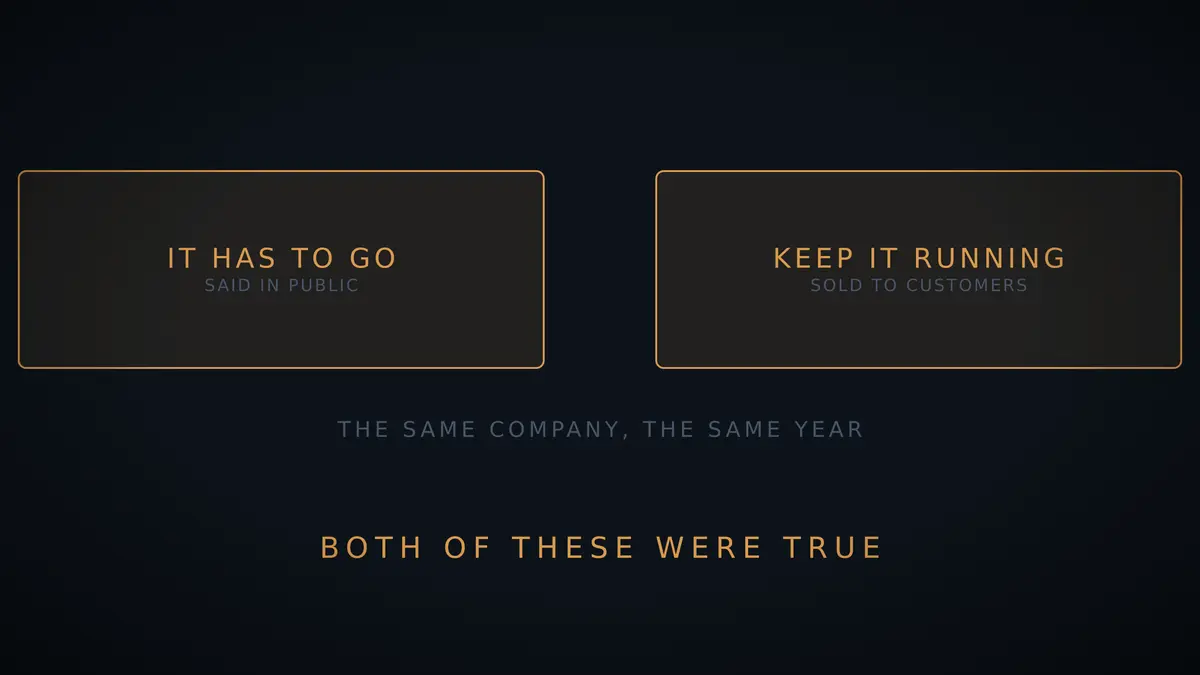 IT HAS TO GO
SAID IN PUBLIC
KEEP IT RUNNING
SOLD TO CUSTOMERS
THE SAME COMPANY, THE SAME YEAR
BOTH OF THESE WERE TRUE